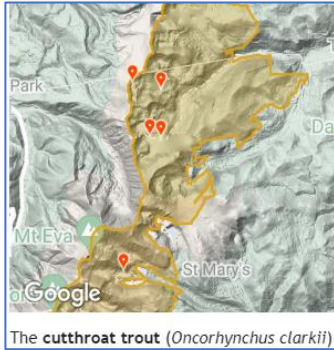 Park
Da
Mt Eva
St Mary's
Google
The cutthroat trout (Oncorhynchus clarkii)